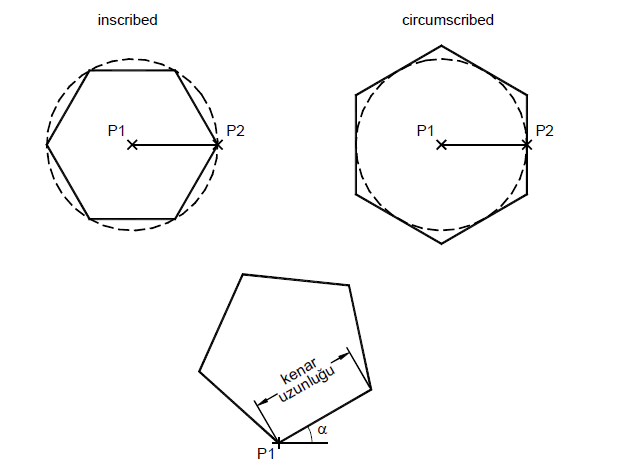 inscribed
circumscribed
P1
P2
P1
P2
kenar
uzunluğu
α
P1